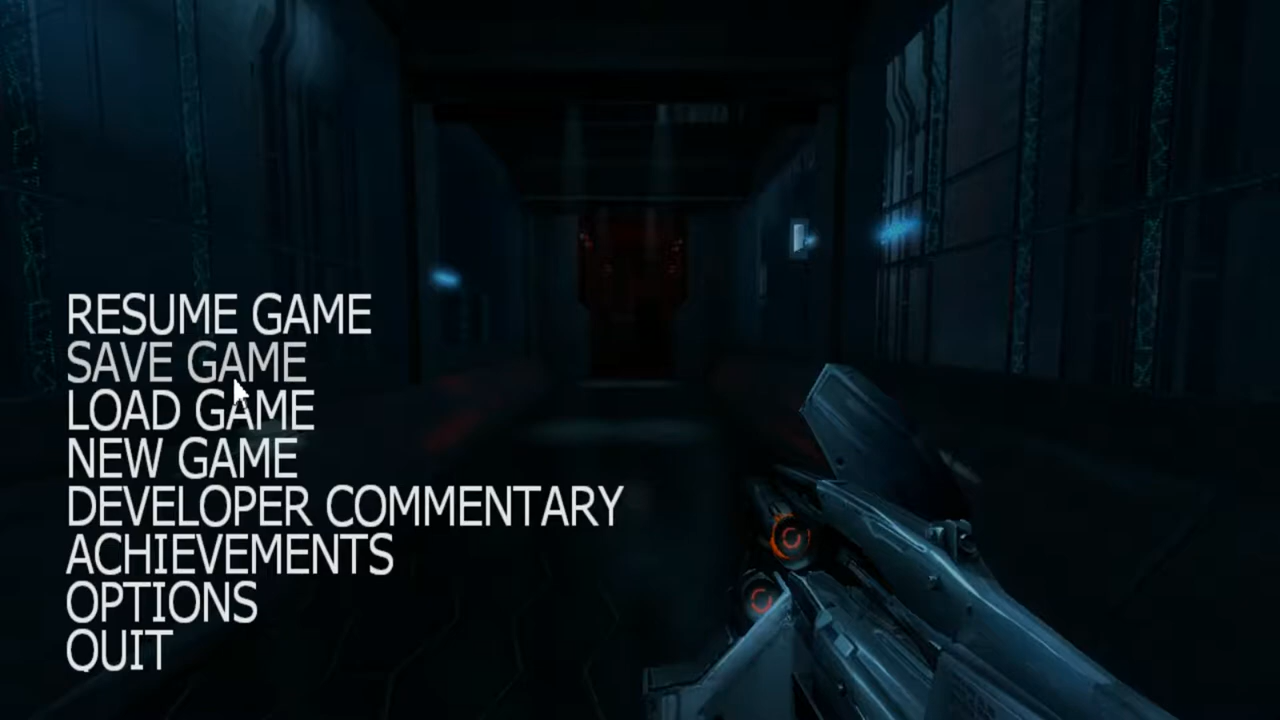 RESUME GAME
SAVE GAME
LOAD GAME
NEW GAME
DEVELOPER COMMENTARY
ACHIEVEMENTS
OPTIONS
QUIT